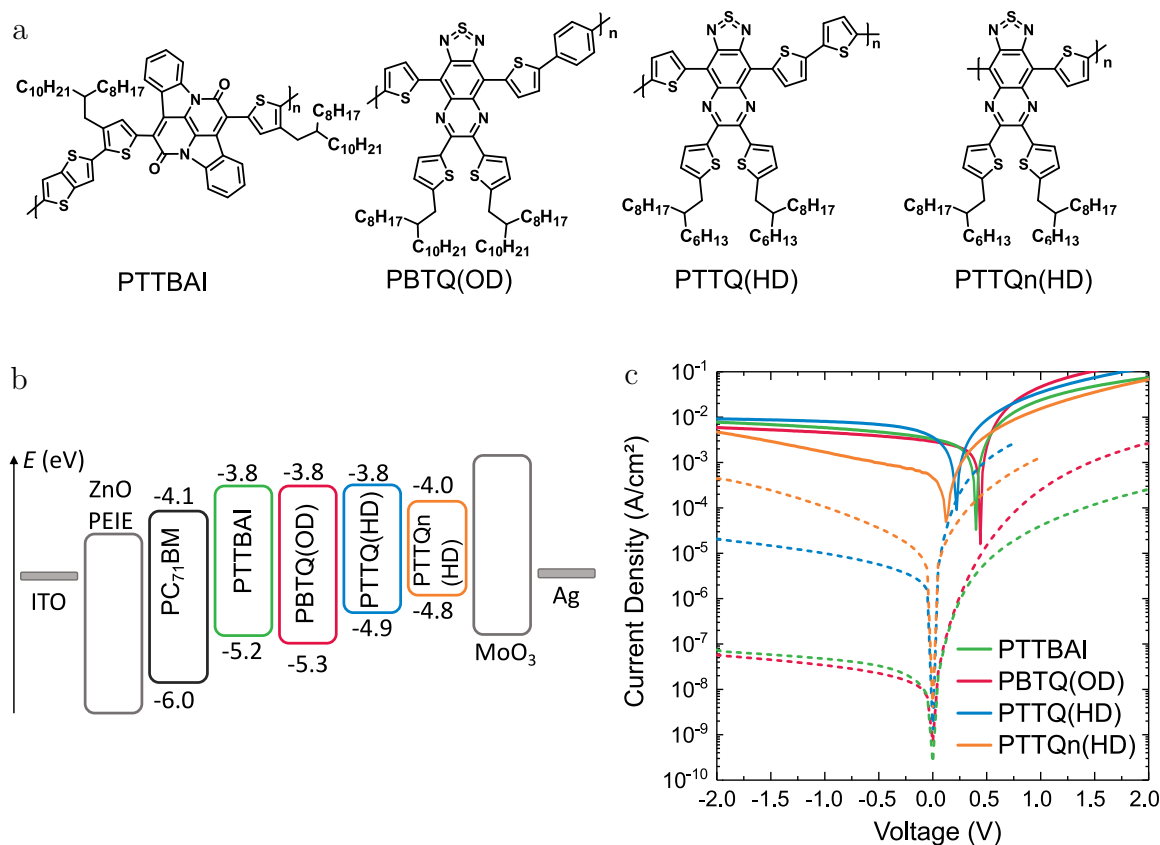 a
C10H21 C8H17
O
N
N
O
S
S
S
S
n
C8H17
C10H21
PTTBAI
N S N
S
S
n
N N
S S
C8H17 C8H17
C10H21 C10H21
PBTQ(OD)
N S N
S
S
S
n
N N
S S
C8H17 C8H17
C6H13 C6H13
PTTQ(HD)
N S N
S
n
N N
S S
C8H17 C8H17
C6H13 C6H13
PTTQn(HD)
b
E (eV)
ITO
ZnO
PEIE
-4.1
PC71BM
-6.0
-3.8
PTTBAI
-5.2
-3.8
PBTQ(OD)
-5.3
-3.8
PTTQ(HD)
-4.9
-4.0
PTTQn
(HD)
-4.8
MoO3
Ag
c
Current Density (A/cm²)
10-1
10-2
10-3
10-4
10-5
10-6
10-7
10-8
10-9
10-10
PTTBAI
PBTQ(OD)
PTTQ(HD)
PTTQn(HD)
-2.0 -1.5 -1.0 -0.5 0.0 0.5 1.0 1.5 2.0
Voltage (V)